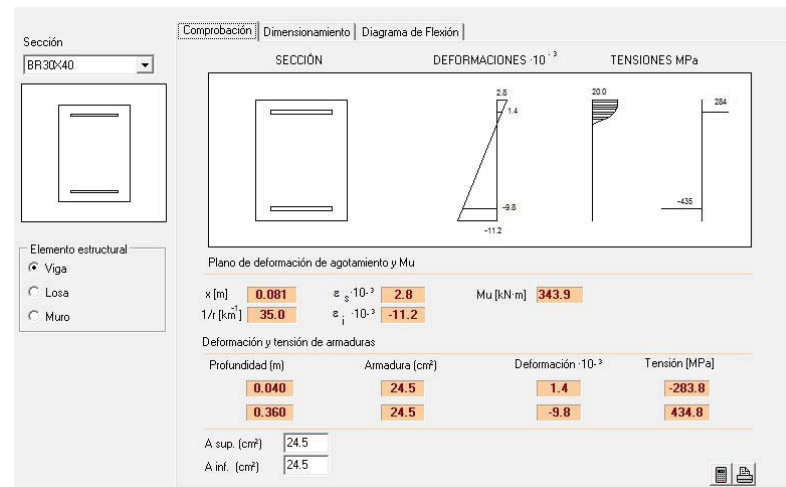 Comprobación Dimensionamiento Diagrama de Flexión
Sección
BR30X40
SECCIÓN DEFORMACIONES ·10⁻³ TENSIONES MPa
2.8 20.0
1.4 284
-9.8 -435
-11.2
Elemento estructural
Viga
Losa
Muro
Plano de deformación de agotamiento y Mu
x [m] 0.081 ε s ·10-³ 2.8 Mu [kN·m] 343.9
1/r [km⁻¹] 35.0 ε i ·10-³ -11.2
Deformación y tensión de armaduras
Profundidad (m) Armadura (cm²) Deformación ·10-³ Tensión [MPa]
0.040 24.5 1.4 -283.8
0.360 24.5 -9.8 434.8
A sup. (cm²) 24.5
A inf. (cm²) 24.5